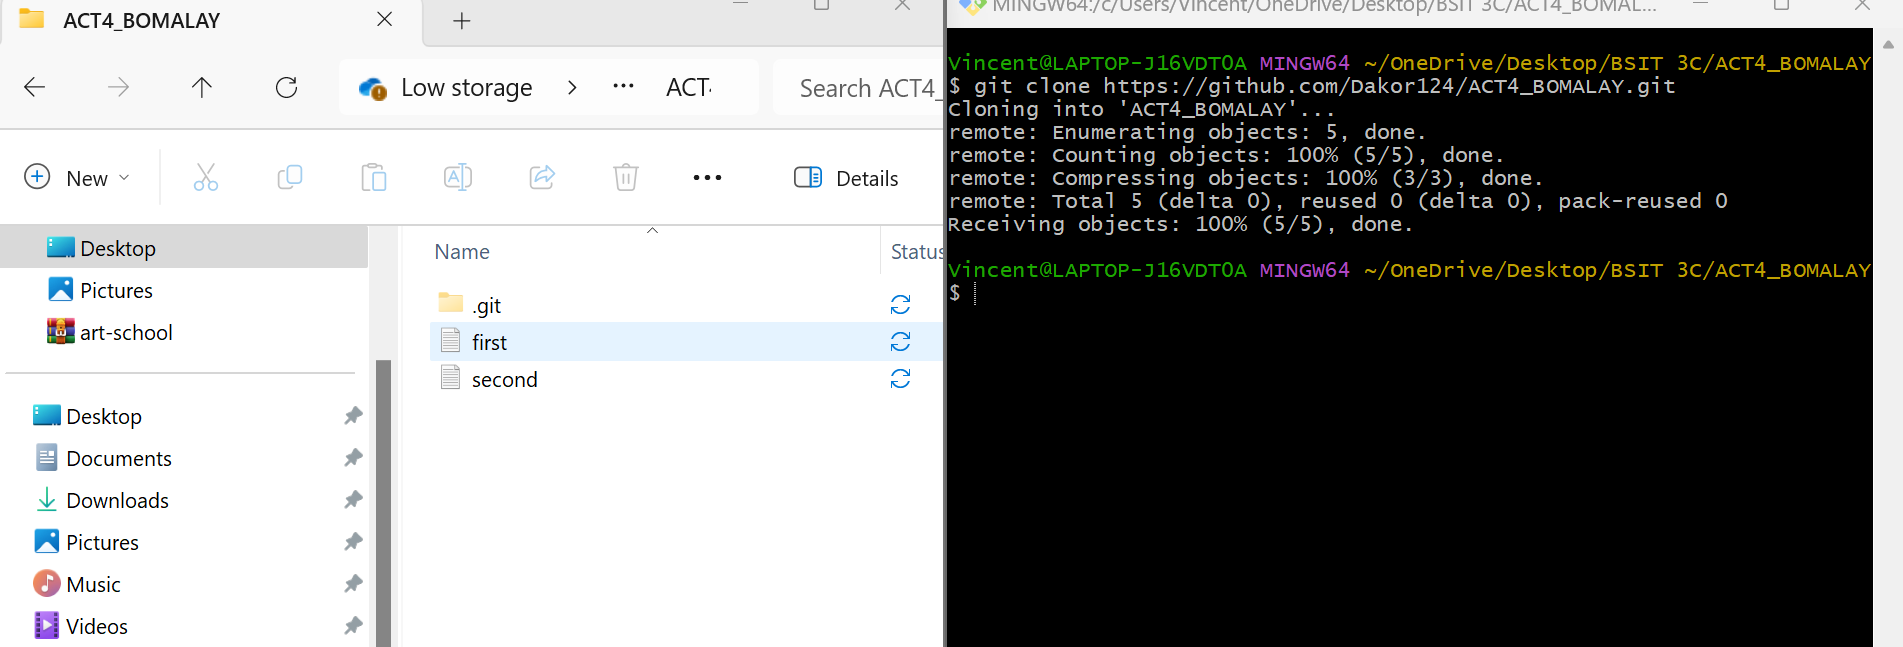 ACT4_BOMALAY
Low storage
ACT
Search ACT4_
New
Details
Desktop
Pictures
art-school
Desktop
Documents
Downloads
Pictures
Music
Videos
Name
Status
.git
first
second
MINGW64:/c/Users/Vincent/OneDrive/Desktop/BSIT 3C/ACT4_BOMAL...
Vincent@LAPTOP-J16VDT0A MINGW64 ~/OneDrive/Desktop/BSIT 3C/ACT4_BOMALAY
$ git clone https://github.com/Dakor124/ACT4_BOMALAY.git
Cloning into 'ACT4_BOMALAY'...
remote: Enumerating objects: 5, done.
remote: Counting objects: 100% (5/5), done.
remote: Compressing objects: 100% (3/3), done.
remote: Total 5 (delta 0), reused 0 (delta 0), pack-reused 0
Receiving objects: 100% (5/5), done.
Vincent@LAPTOP-J16VDT0A MINGW64 ~/OneDrive/Desktop/BSIT 3C/ACT4_BOMALAY
$